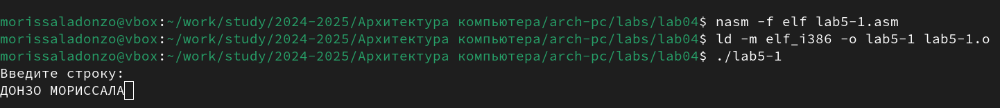 morissaladonzo@vbox:~/work/study/2024-2025/Архитектура компьютера/arch-pc/labs/lab04$ nasm -f elf lab5-1.asm
morissaladonzo@vbox:~/work/study/2024-2025/Архитектура компьютера/arch-pc/labs/lab04$ ld -m elf_i386 -o lab5-1 lab5-1.o
morissaladonzo@vbox:~/work/study/2024-2025/Архитектура компьютера/arch-pc/labs/lab04$ ./lab5-1
Введите строку:
ДОНЗО МОРИССАЛА